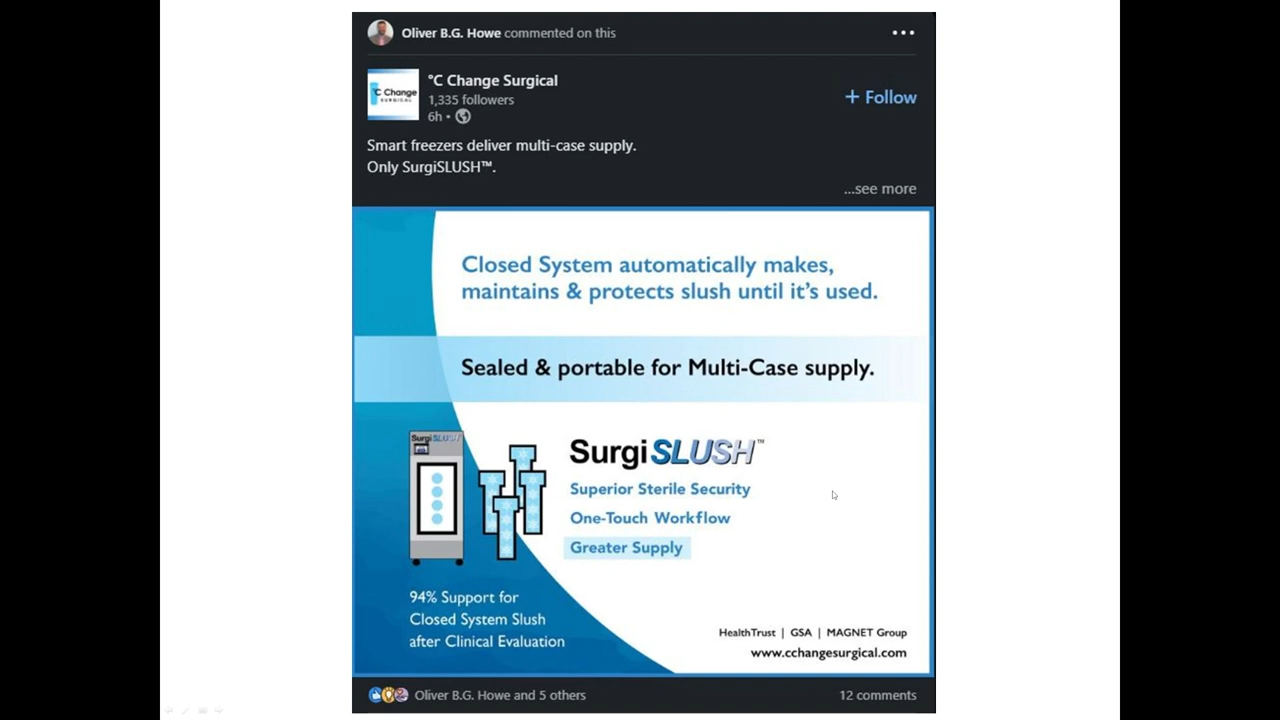 Oliver B.G. Howe commented on this
°C Change Surgical
1,335 followers
6h •
+ Follow
°C Change
SURGICAL
Smart freezers deliver multi-case supply.
Only SurgiSLUSH™.
...see more
Closed System automatically makes,
maintains & protects slush until it's used.
Sealed & portable for Multi-Case supply.
SurgiSLUSH
SurgiSLUSH™
Superior Sterile Security
One-Touch Workflow
Greater Supply
94% Support for
Closed System Slush
after Clinical Evaluation
HealthTrust | GSA | MAGNET Group
www.cchangesurgical.com
Oliver B.G. Howe and 5 others
12 comments